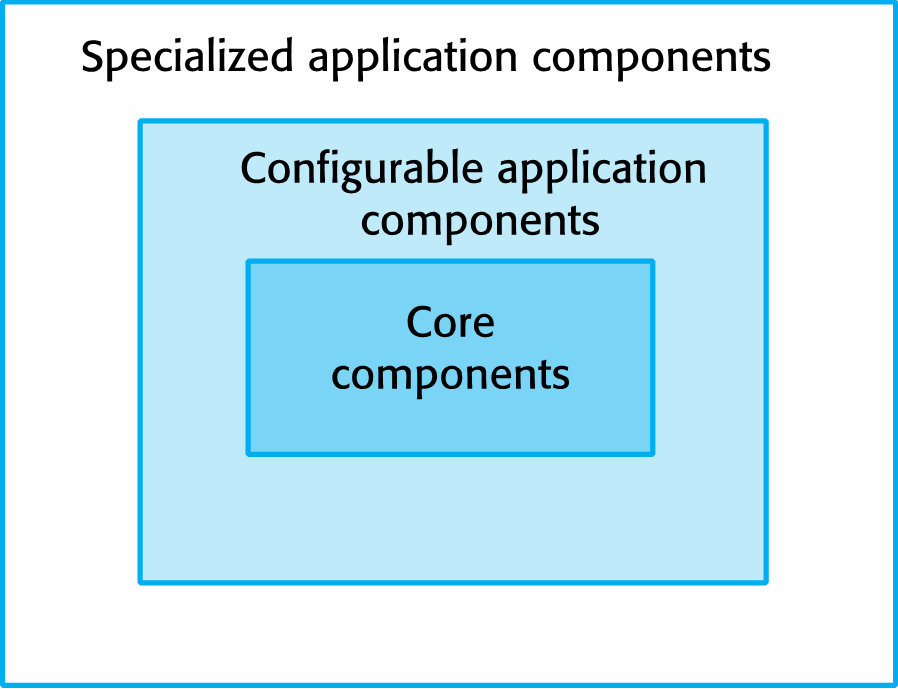 Specialized application components
Configurable application
components
Core
components